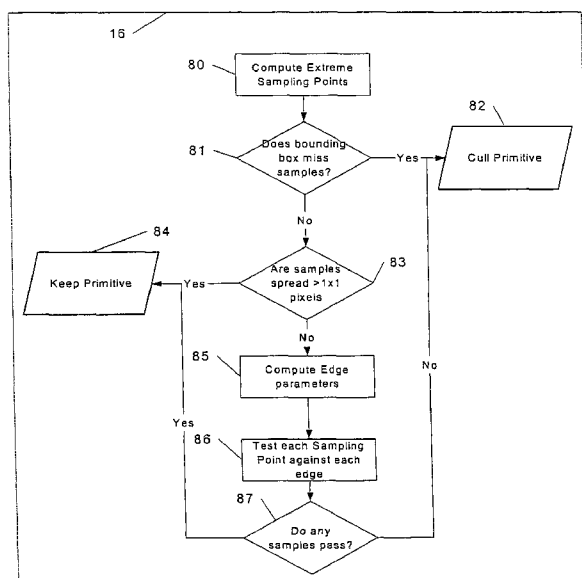 16
80
Compute Extreme
Sampling Points
82
81
Does bounding
box miss
samples?
Yes
Cull Primitive
No
84
83
Keep Primitive
Yes
Are samples
spread >1x1
pixels
No
85
Compute Edge
parameters
No
Yes
86
Test each Sampling
Point against each
edge
87
Do any
samples pass?